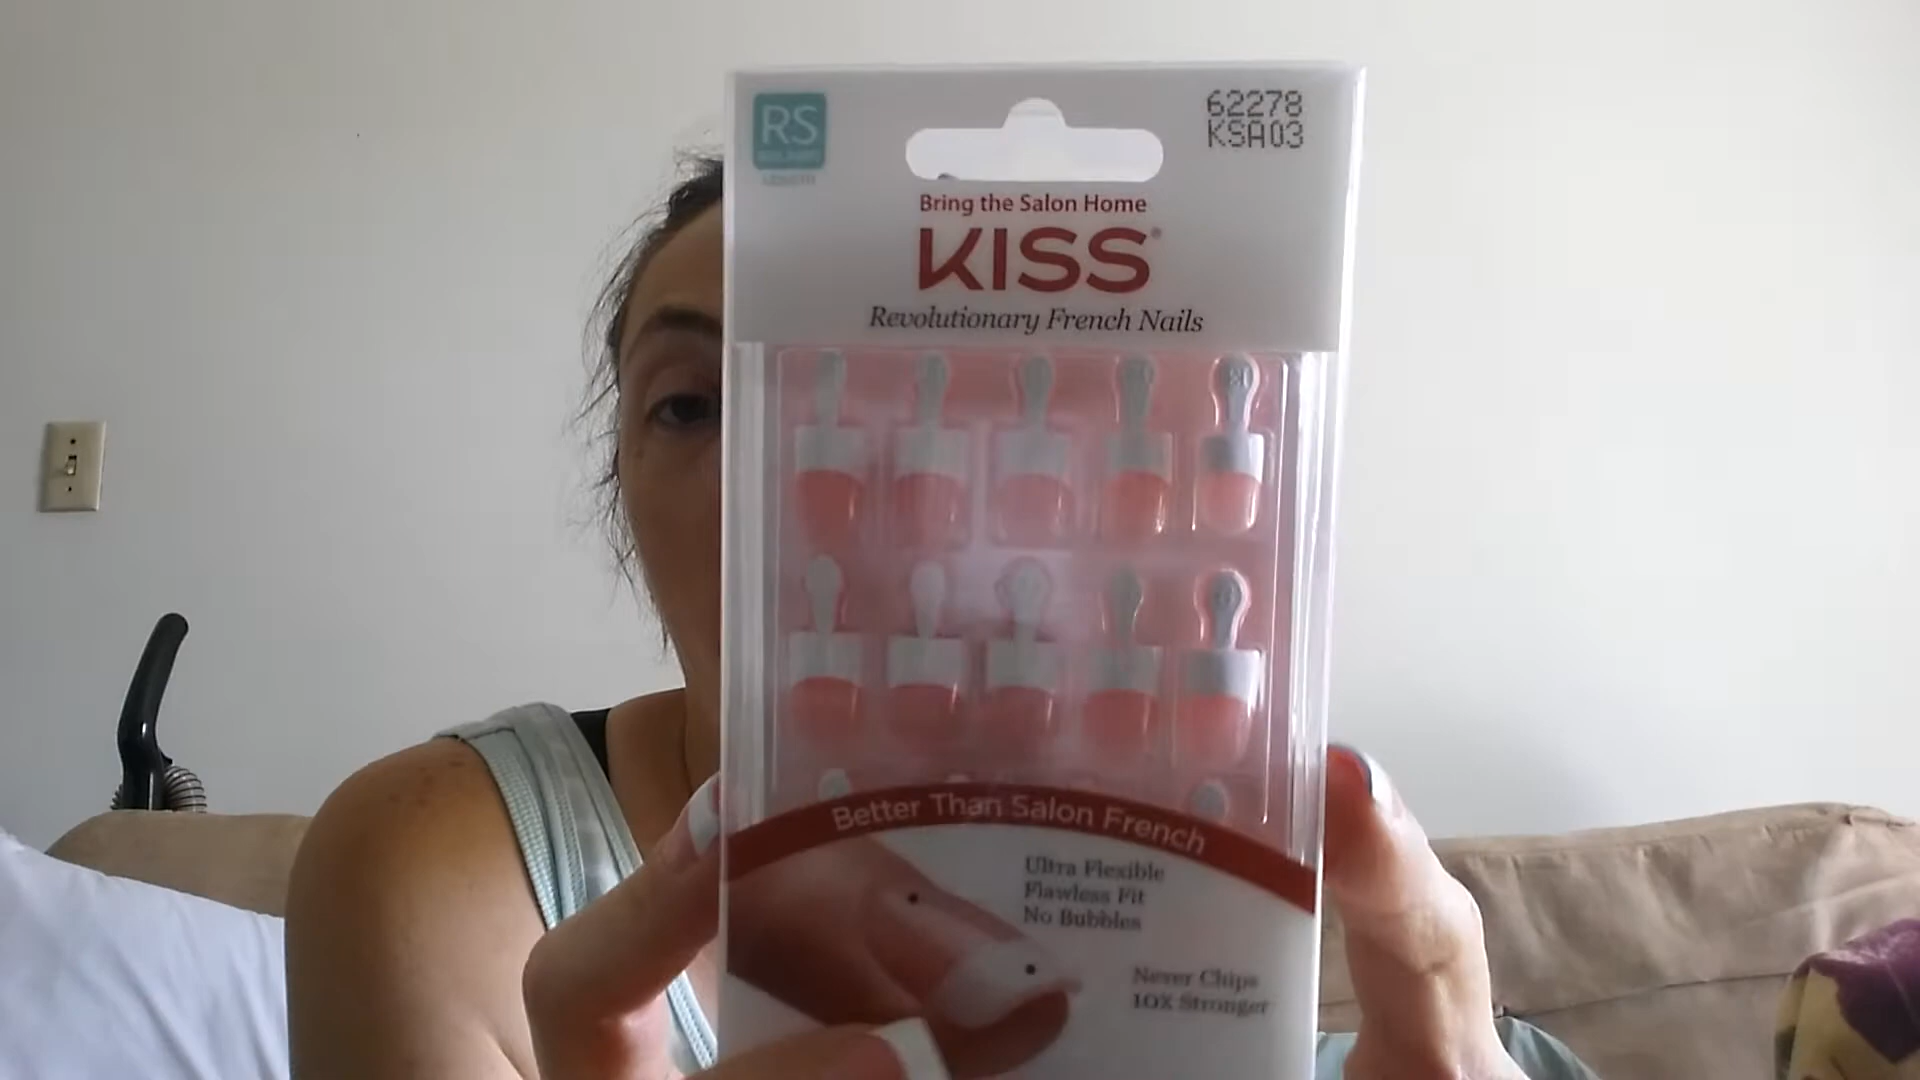 RS
62278
KSA03
Bring the Salon Home
KISS®
Revolutionary French Nails
Better Than Salon French
Ultra Flexible
Flawless Fit
No Bubbles
Never Chips
10X Stronger